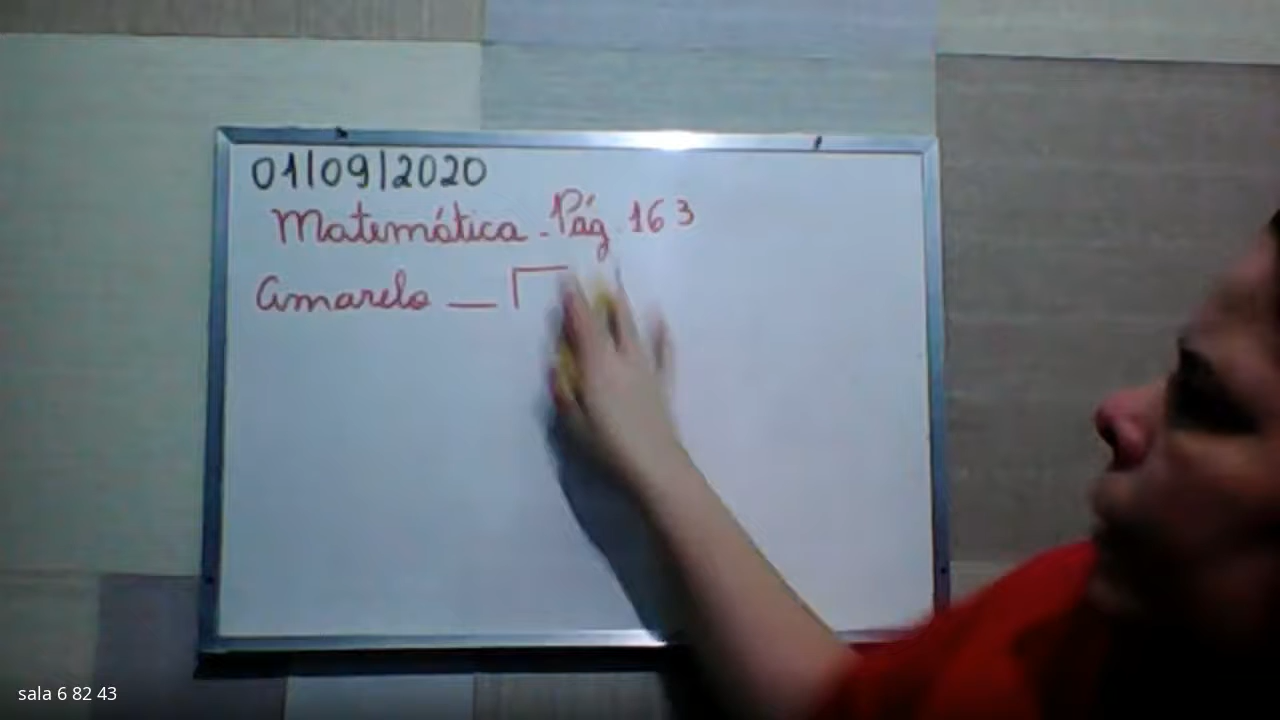 01/09/2020
Matemática - Pág. 163
Amarelo —
sala 6 82 43